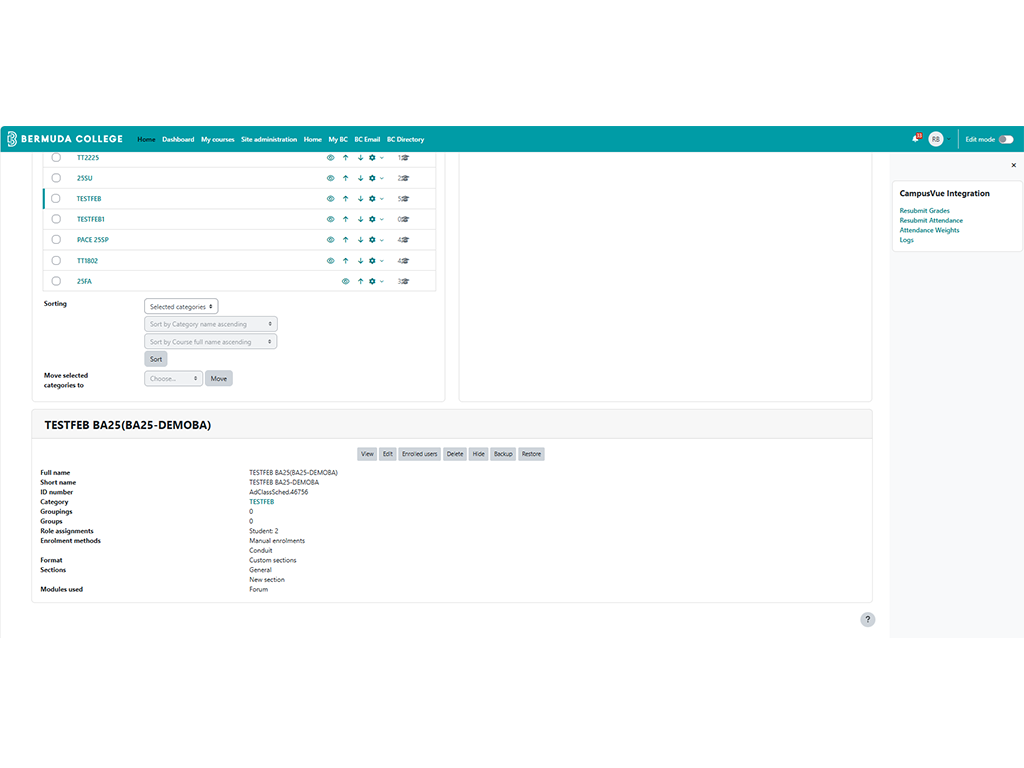 BERMUDA COLLEGE Home Dashboard My courses Site administration Home My BC BC Email BC Directory RB Edit mode
TT2225 1
25SU 2
TESTFEB 5
TESTFEB1 0
PACE 25SP 4
TT1802 4
25FA 3
Sorting Selected categories
Sort by Category name ascending
Sort by Course full name ascending
Sort
Move selected categories to Choose... Move
CampusVue Integration
Resubmit Grades
Resubmit Attendance
Attendance Weights
Logs
TESTFEB BA25(BA25-DEMOBA)
View Edit Enrolled users Delete Hide Backup Restore
Full name TESTFEB BA25(BA25-DEMOBA)
Short name TESTFEB BA25-DEMOBA
ID number AdClassSched.46756
Category TESTFEB
Groupings 0
Groups 0
Role assignments Student: 2
Enrolment methods Manual enrolments
Conduit
Format Custom sections
Sections General
New section
Modules used Forum
?